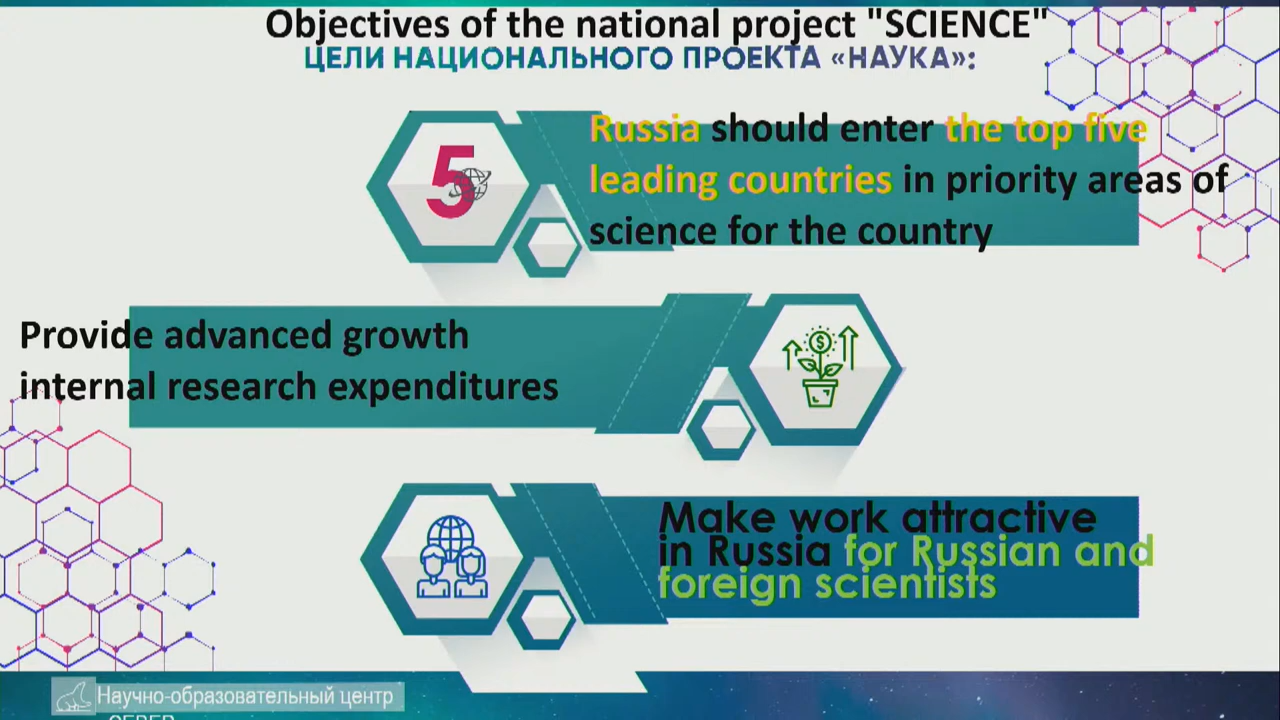 Objectives of the national project "SCIENCE"
ЦЕЛИ НАЦИОНАЛЬНОГО ПРОЕКТА «НАУКА»:
5
Russia should enter the top five
leading countries in priority areas of
science for the country
Provide advanced growth
internal research expenditures
$
Make work attractive
in Russia for Russian and
foreign scientists
Научно-образовательный центр
СЕВЕР